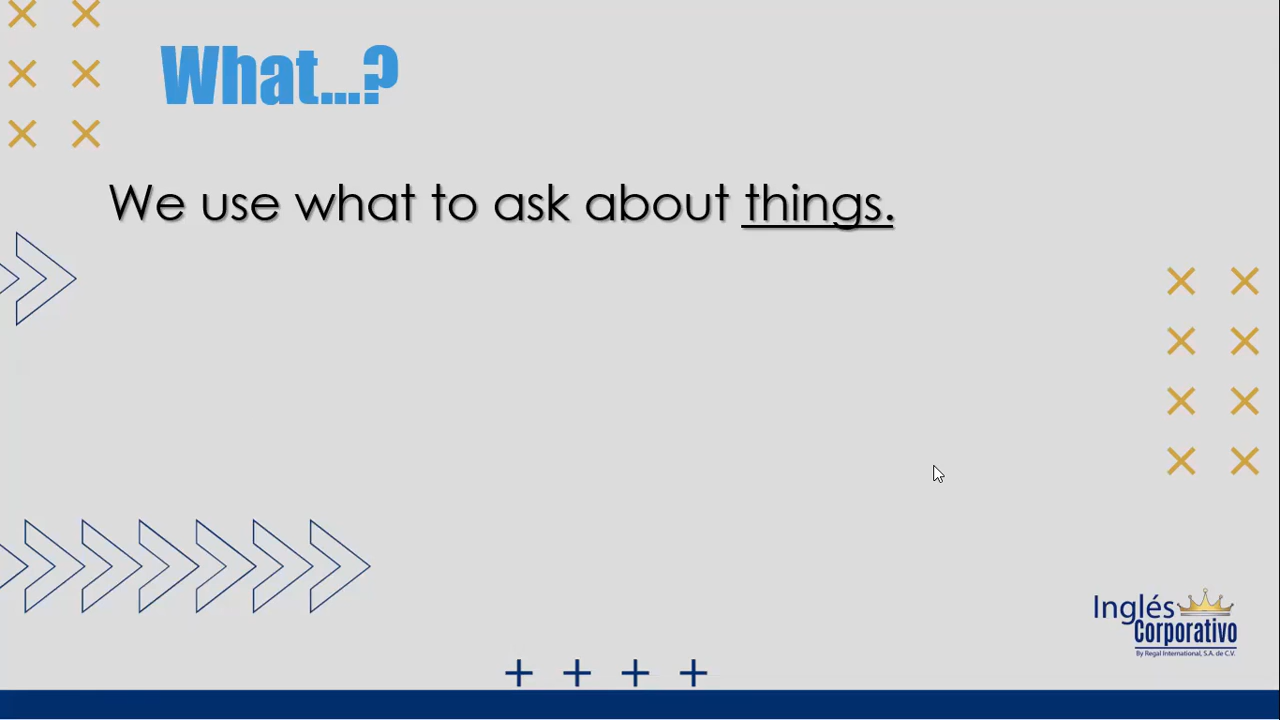 What...?
We use what to ask about things.
Inglés
Corporativo
By Regal International, S.A. de C.V.